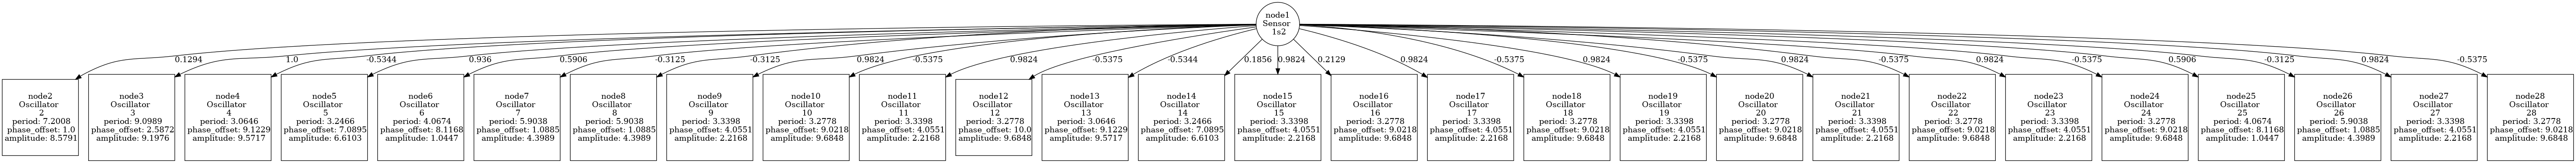 node1
Sensor
1s2
0.1294
1.0
-0.5344
0.936
0.5906
-0.3125
-0.3125
0.9824
-0.5375
0.9824
-0.5375
-0.5344
0.1856
0.9824
0.2129
0.9824
-0.5375
0.9824
-0.5375
0.9824
-0.5375
0.9824
-0.5375
0.5906
-0.3125
0.9824
-0.5375
node2
Oscillator
2
period: 7.2008
phase_offset: 1.0
amplitude: 8.5791
node3
Oscillator
3
period: 9.0989
phase_offset: 2.5872
amplitude: 9.1976
node4
Oscillator
4
period: 3.0646
phase_offset: 9.1229
amplitude: 9.5717
node5
Oscillator
5
period: 3.2466
phase_offset: 7.0895
amplitude: 6.6103
node6
Oscillator
6
period: 4.0674
phase_offset: 8.1168
amplitude: 1.0447
node7
Oscillator
7
period: 5.9038
phase_offset: 1.0885
amplitude: 4.3989
node8
Oscillator
8
period: 5.9038
phase_offset: 1.0885
amplitude: 4.3989
node9
Oscillator
9
period: 3.3398
phase_offset: 4.0551
amplitude: 2.2168
node10
Oscillator
10
period: 3.2778
phase_offset: 9.0218
amplitude: 9.6848
node11
Oscillator
11
period: 3.3398
phase_offset: 4.0551
amplitude: 2.2168
node12
Oscillator
12
period: 3.2778
phase_offset: 10.0
amplitude: 9.6848
node13
Oscillator
13
period: 3.0646
phase_offset: 9.1229
amplitude: 9.5717
node14
Oscillator
14
period: 3.2466
phase_offset: 7.0895
amplitude: 6.6103
node15
Oscillator
15
period: 3.3398
phase_offset: 4.0551
amplitude: 2.2168
node16
Oscillator
16
period: 3.2778
phase_offset: 9.0218
amplitude: 9.6848
node17
Oscillator
17
period: 3.3398
phase_offset: 4.0551
amplitude: 2.2168
node18
Oscillator
18
period: 3.2778
phase_offset: 9.0218
amplitude: 9.6848
node19
Oscillator
19
period: 3.3398
phase_offset: 4.0551
amplitude: 2.2168
node20
Oscillator
20
period: 3.2778
phase_offset: 9.0218
amplitude: 9.6848
node21
Oscillator
21
period: 3.3398
phase_offset: 4.0551
amplitude: 2.2168
node22
Oscillator
22
period: 3.2778
phase_offset: 9.0218
amplitude: 9.6848
node23
Oscillator
23
period: 3.3398
phase_offset: 4.0551
amplitude: 2.2168
node24
Oscillator
24
period: 3.2778
phase_offset: 9.0218
amplitude: 9.6848
node25
Oscillator
25
period: 4.0674
phase_offset: 8.1168
amplitude: 1.0447
node26
Oscillator
26
period: 5.9038
phase_offset: 1.0885
amplitude: 4.3989
node27
Oscillator
27
period: 3.3398
phase_offset: 4.0551
amplitude: 2.2168
node28
Oscillator
28
period: 3.2778
phase_offset: 9.0218
amplitude: 9.6848